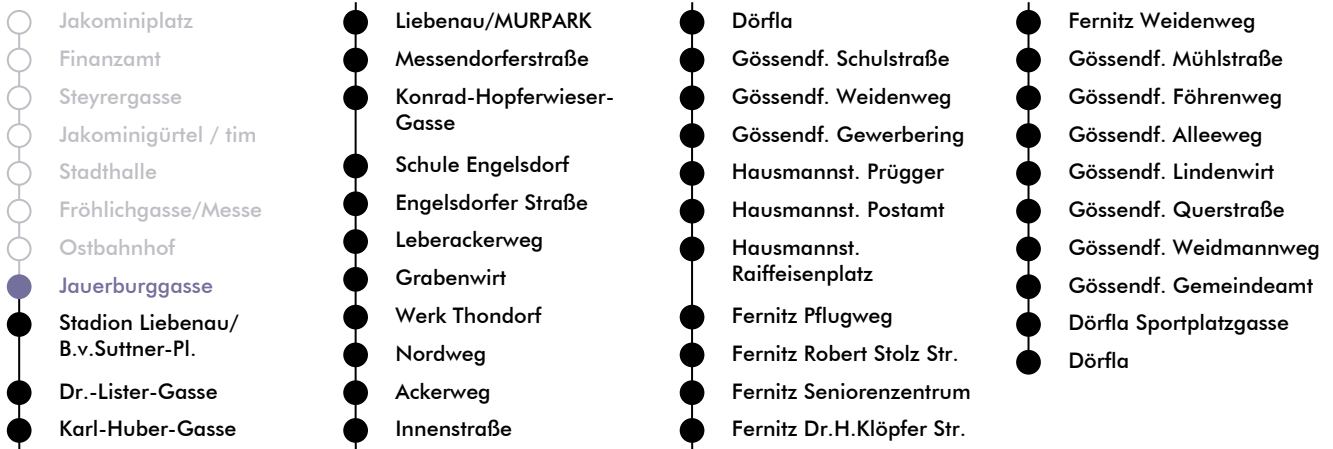 Jakominiplatz
Finanzamt
Steyrergasse
Jakominigürtel / tim
Stadthalle
Fröhlichgasse/Messe
Ostbahnhof
Jauerburggasse
Stadion Liebenau/
B.v.Suttner-Pl.
Dr.-Lister-Gasse
Karl-Huber-Gasse
Liebenau/MURPARK
Messendorferstraße
Konrad-Hopferwieser-
Gasse
Schule Engelsdorf
Engelsdorfer Straße
Leberackerweg
Grabenwirt
Werk Thondorf
Nordweg
Ackerweg
Innenstraße
Dörfla
Gössendf. Schulstraße
Gössendf. Weidenweg
Gössendf. Gewerbering
Hausmannst. Prügger
Hausmannst. Postamt
Hausmannst.
Raiffeisenplatz
Fernitz Pflugweg
Fernitz Robert Stolz Str.
Fernitz Seniorenzentrum
Fernitz Dr.H.Klöpfer Str.
Fernitz Weidenweg
Gössendf. Mühlstraße
Gössendf. Föhrenweg
Gössendf. Alleeweg
Gössendf. Lindenwirt
Gössendf. Querstraße
Gössendf. Weidmannweg
Gössendf. Gemeindeamt
Dörfla Sportplatzgasse
Dörfla